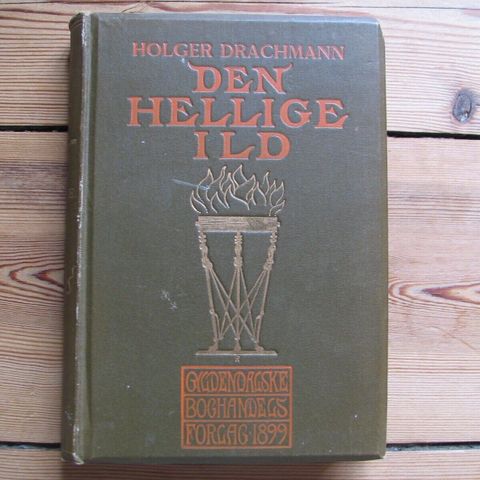 HOLGER DRACHMANN
DEN
HELLIGE
ILD
GYLDENDALSKE
BOGHANDELS
FORLAG · 1899